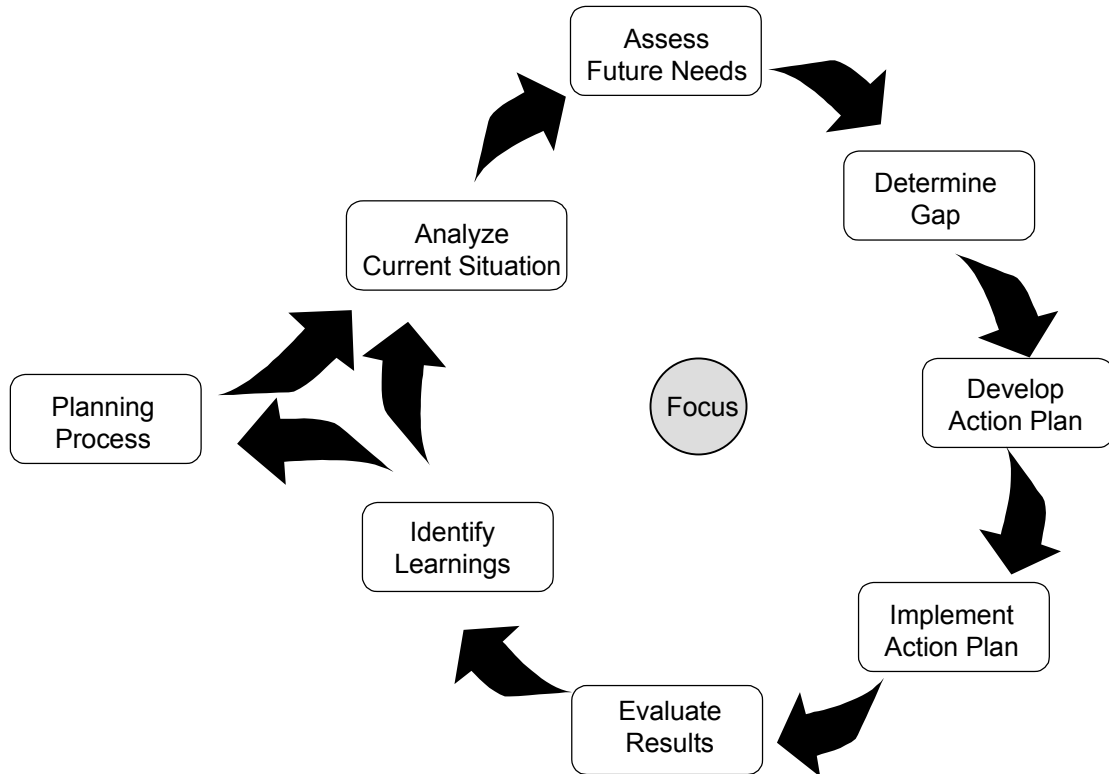 Assess
Future Needs
Determine
Gap
Analyze
Current Situation
Planning
Process
Focus
Develop
Action Plan
Identify
Learnings
Implement
Action Plan
Evaluate
Results